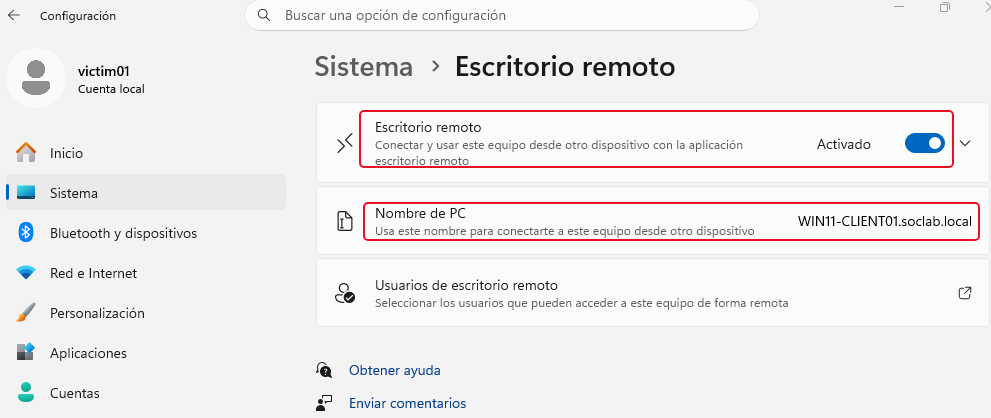 Configuración
Buscar una opción de configuración
victim01
Cuenta local
Inicio
Sistema
Bluetooth y dispositivos
Red e Internet
Personalización
Aplicaciones
Cuentas
Sistema > Escritorio remoto
Escritorio remoto
Conectar y usar este equipo desde otro dispositivo con la aplicación
escritorio remoto
Activado
Nombre de PC
Usa este nombre para conectarte a este equipo desde otro dispositivo
WIN11-CLIENT01.soclab.local
Usuarios de escritorio remoto
Seleccionar los usuarios que pueden acceder a este equipo de forma remota
Obtener ayuda
Enviar comentarios